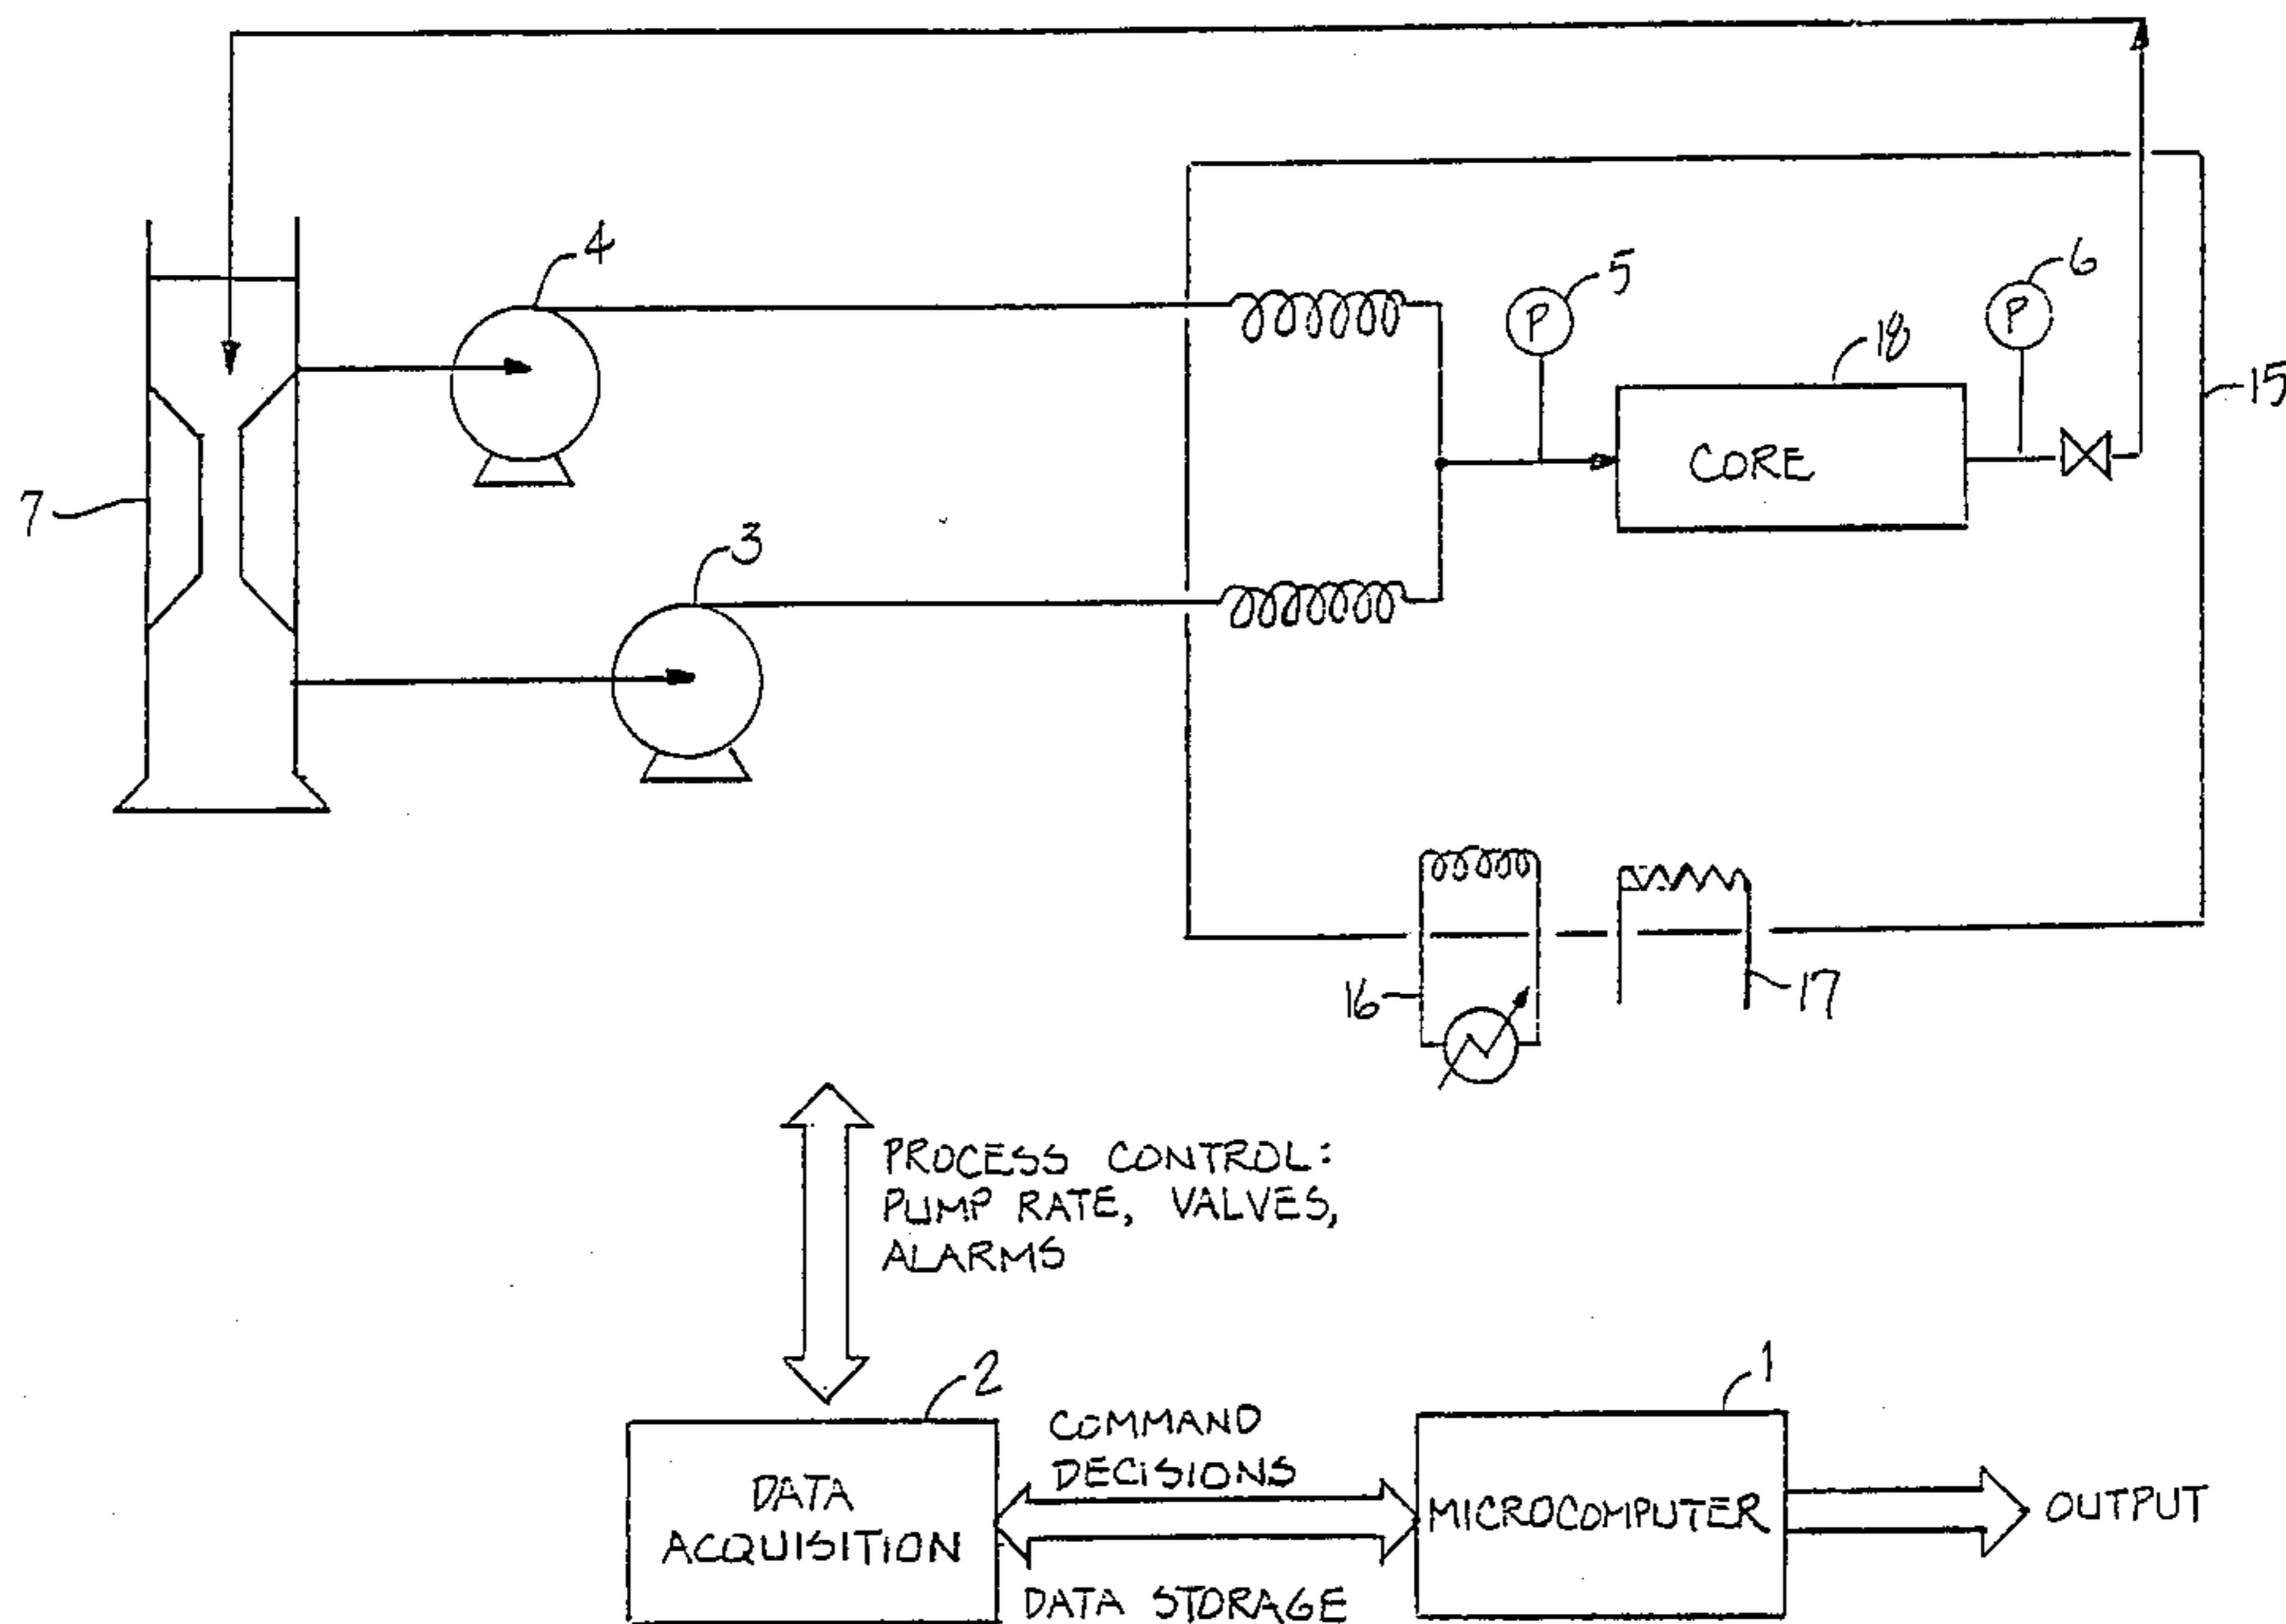 4
5
6
P
P
18
15
CORE
7
3
16
17
PROCESS CONTROL:
PUMP RATE, VALVES,
ALARMS
2
1
COMMAND
DECISIONS
DATA
ACQUISITION
MICROCOMPUTER
OUTPUT
DATA STORAGE